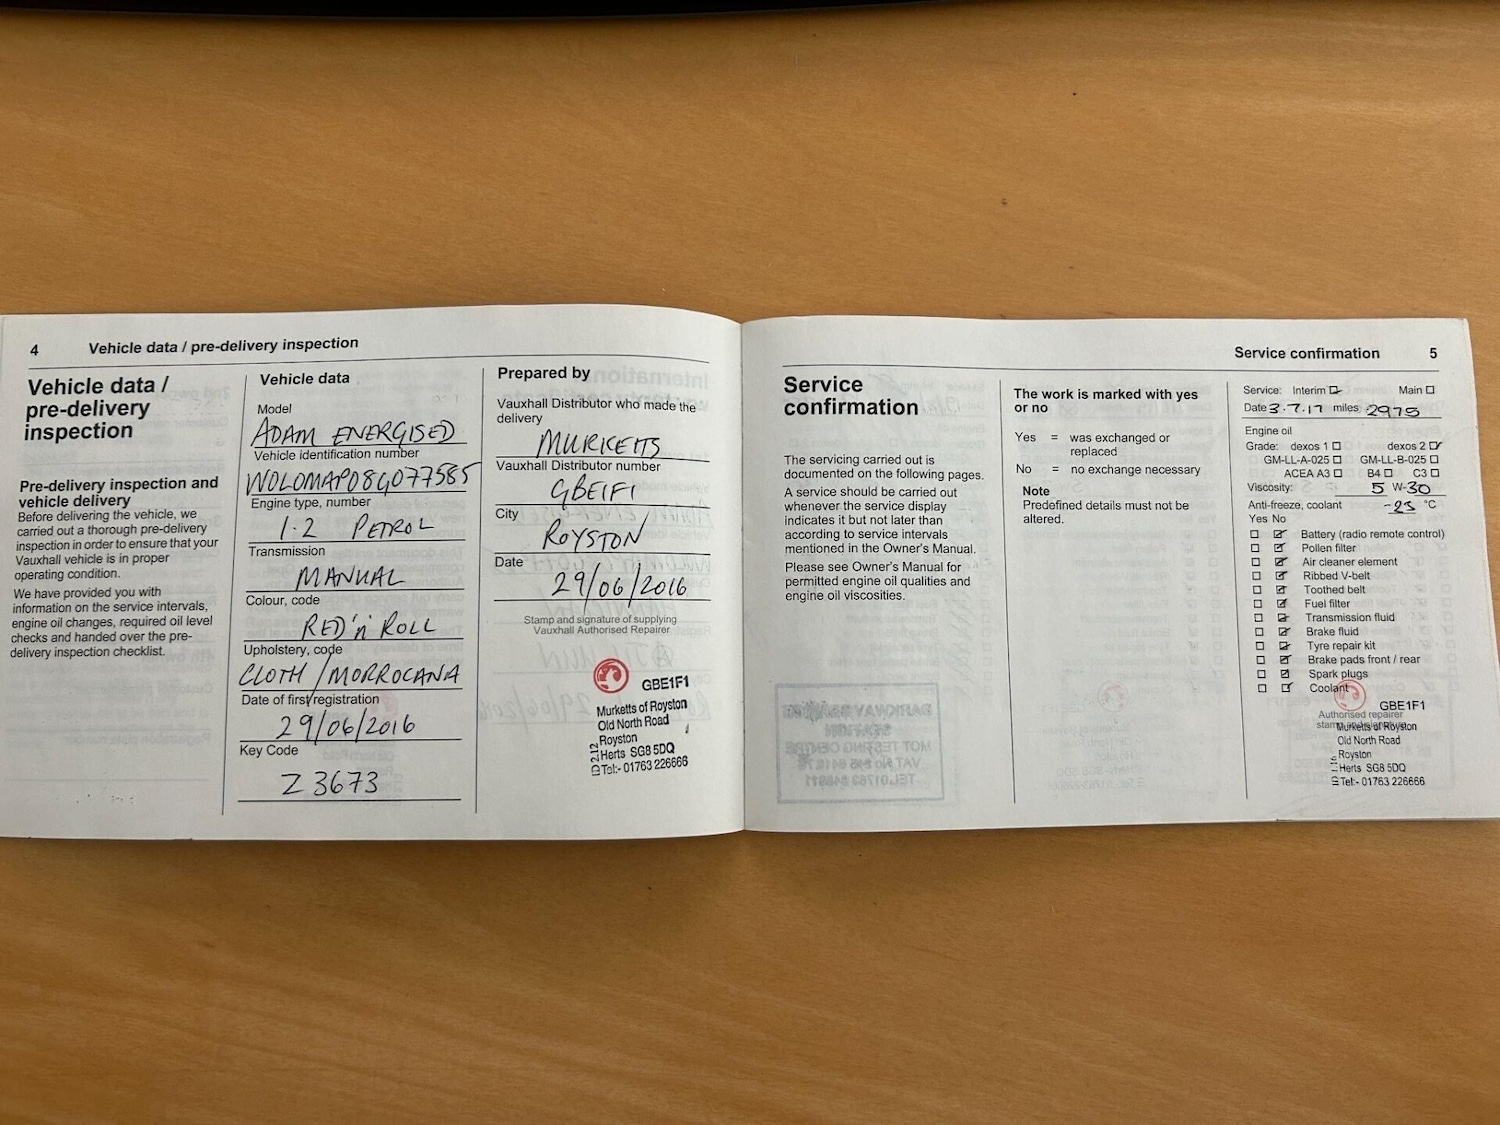 4 Vehicle data / pre-delivery inspection
Vehicle data /
pre-delivery
inspection
Pre-delivery inspection and
vehicle delivery
Before delivering the vehicle, we
carried out a thorough pre-delivery
inspection in order to ensure that your
Vauxhall vehicle is in proper
operating condition.
We have provided you with
information on the service intervals,
engine oil changes, required oil level
checks and handed over the pre-
delivery inspection checklist.
Vehicle data
Model
ADAM ENERGISED
Vehicle identification number
W0L0MAP08G077585
Engine type, number
1.2 PETROL
Transmission
MANUAL
Colour, code
RED 'n' ROLL
Upholstery, code
CLOTH / MORROCANA
Date of first registration
29/06/2016
Key Code
Z3673
Prepared by
Vauxhall Distributor who made the
delivery
MURKETTS
Vauxhall Distributor number
GBE1F1
City
ROYSTON
Date
29/06/2016
Stamp and signature of supplying
Vauxhall Authorised Repairer
GBE1F1
Murketts of Royston
Old North Road
Royston
Herts SG8 5DQ
Tel:- 01763 226666
Service confirmation 5
Service
confirmation
The servicing carried out is
documented on the following pages.
A service should be carried out
whenever the service display
indicates it but not later than
according to service intervals
mentioned in the Owner's Manual.
Please see Owner's Manual for
permitted engine oil qualities and
engine oil viscosities.
The work is marked with yes
or no
Yes = was exchanged or
replaced
No = no exchange necessary
Note
Predefined details must not be
altered.
Service: Interim Main
Date 3.7.17 miles 2975
Engine oil
Grade: dexos 1 dexos 2
GM-LL-A-025 GM-LL-B-025
ACEA A3 B4 C3
Viscosity: 5 W-30
Anti-freeze, coolant -25 °C
Yes No
Battery (radio remote control)
Pollen filter
Air cleaner element
Ribbed V-belt
Toothed belt
Fuel filter
Transmission fluid
Brake fluid
Tyre repair kit
Brake pads front / rear
Spark plugs
Coolant
GBE1F1
Authorised repairer
Murketts of Royston
Old North Road
Royston
Herts SG8 5DQ
Tel:- 01763 226666